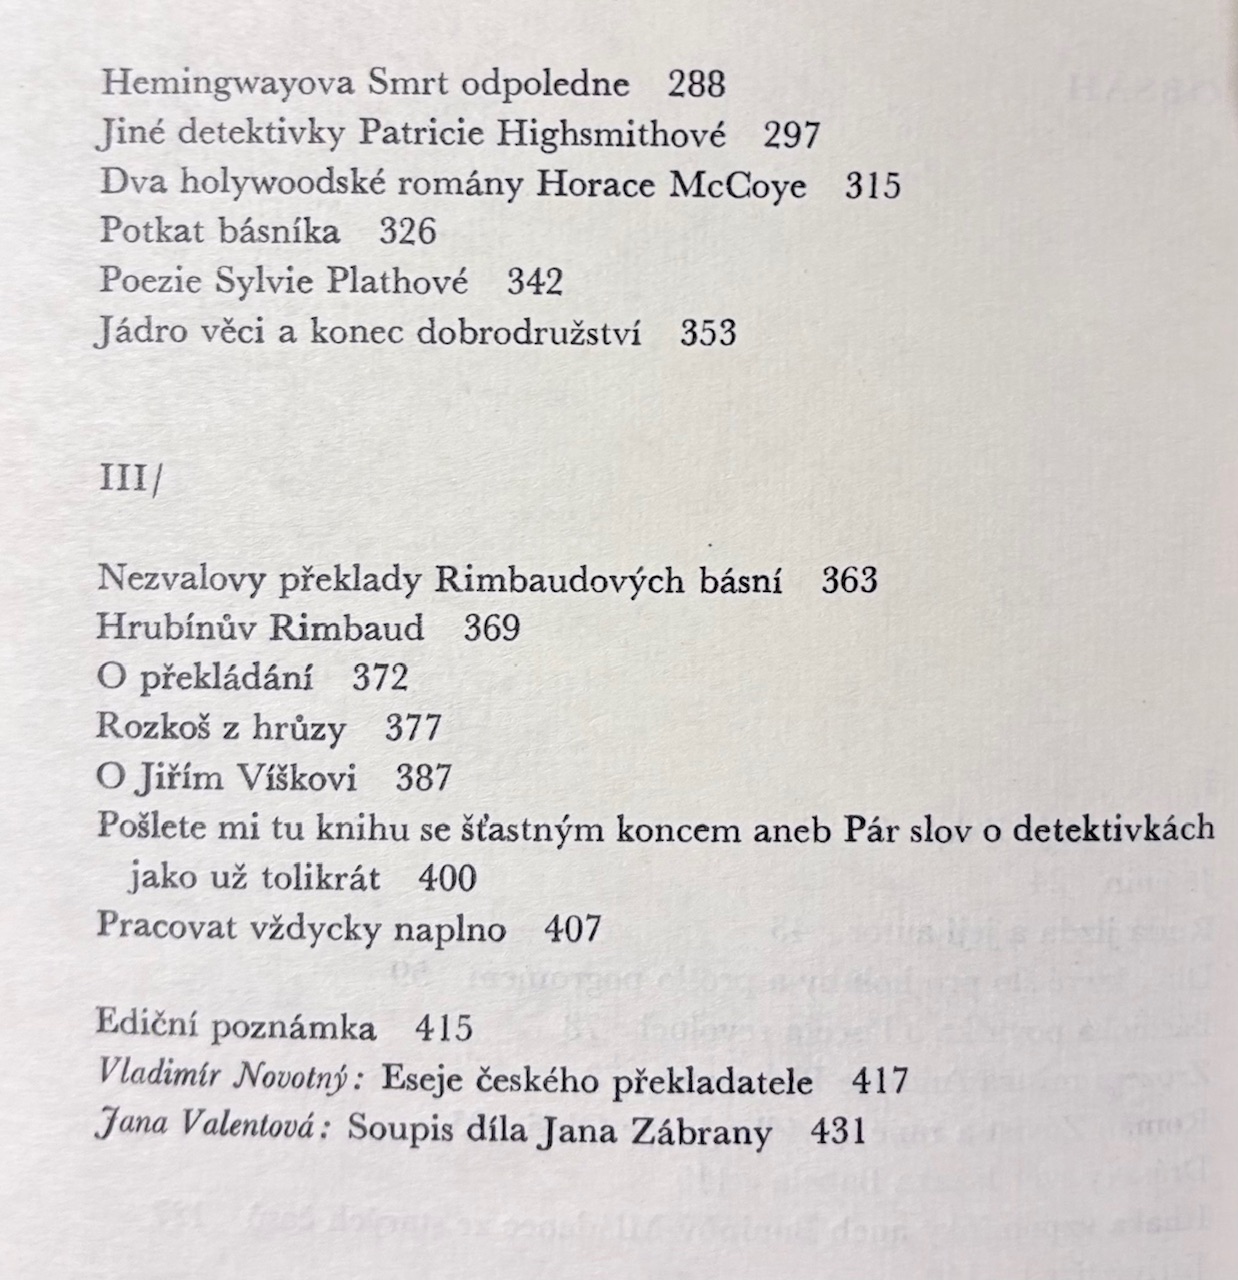 Hemingwayova Smrt odpoledne 288
Jiné detektivky Patricie Highsmithové 297
Dva holywoodské romány Horace McCoye 315
Potkat básníka 326
Poezie Sylvie Plathové 342
Jádro věci a konec dobrodružství 353
III/
Nezvalovy překlady Rimbaudových básní 363
Hrubínův Rimbaud 369
O překládání 372
Rozkoš z hrůzy 377
O Jiřím Víškovi 387
Pošlete mi tu knihu se šťastným koncem aneb Pár slov o detektivkách
jako už tolikrát 400
Pracovat vždycky naplno 407
Ediční poznámka 415
Vladimír Novotný: Eseje českého překladatele 417
Jana Valentová: Soupis díla Jana Zábrany 431